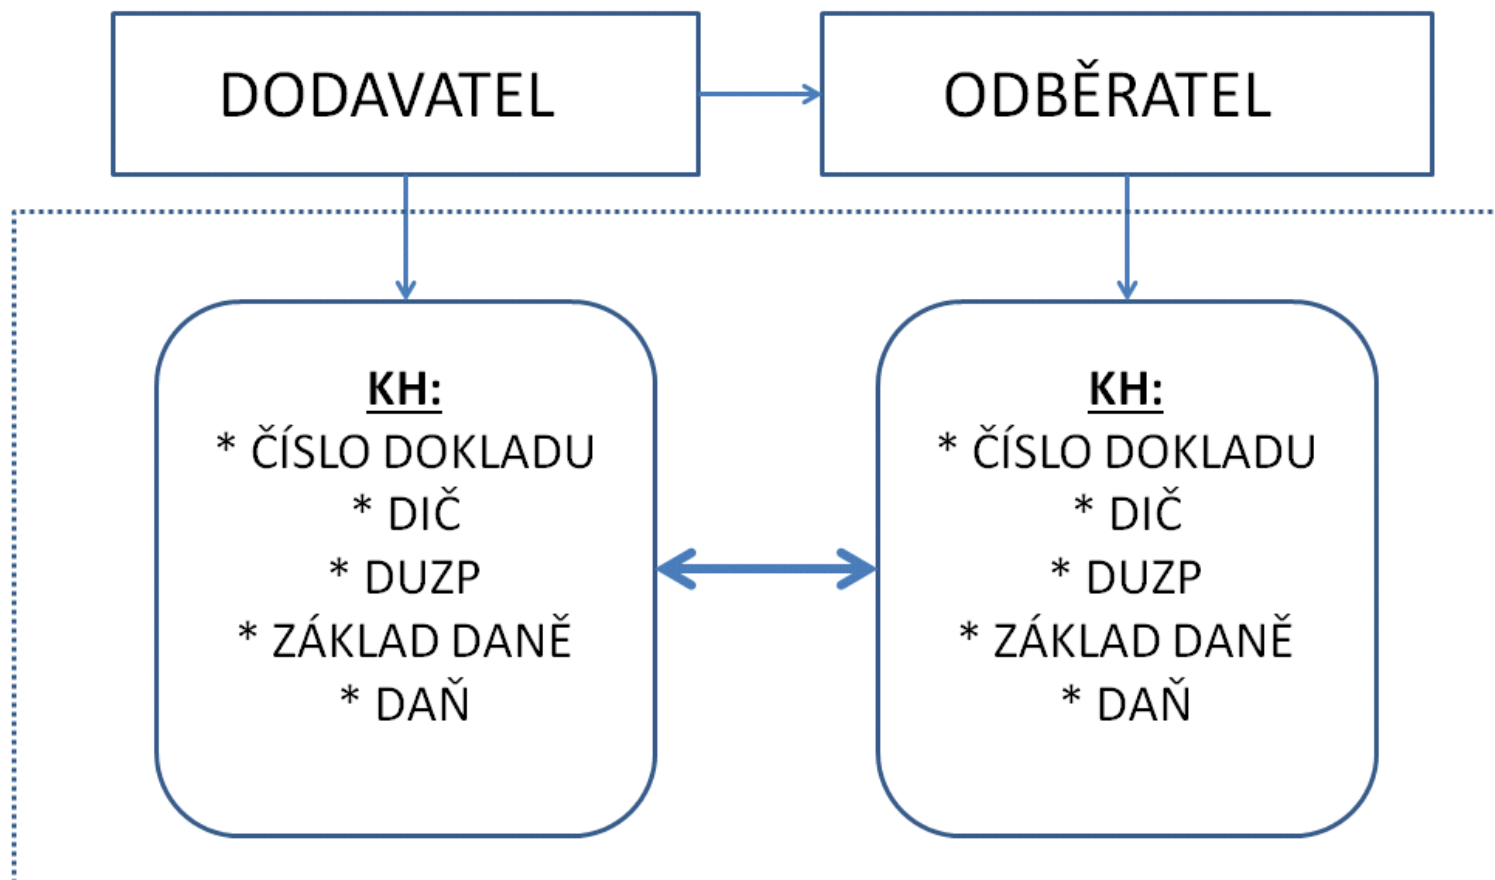 DODAVATEL
ODBĚRATEL
KH:
* ČÍSLO DOKLADU
* DIČ
* DUZP
* ZÁKLAD DANĚ
* DAŇ
KH:
* ČÍSLO DOKLADU
* DIČ
* DUZP
* ZÁKLAD DANĚ
* DAŇ